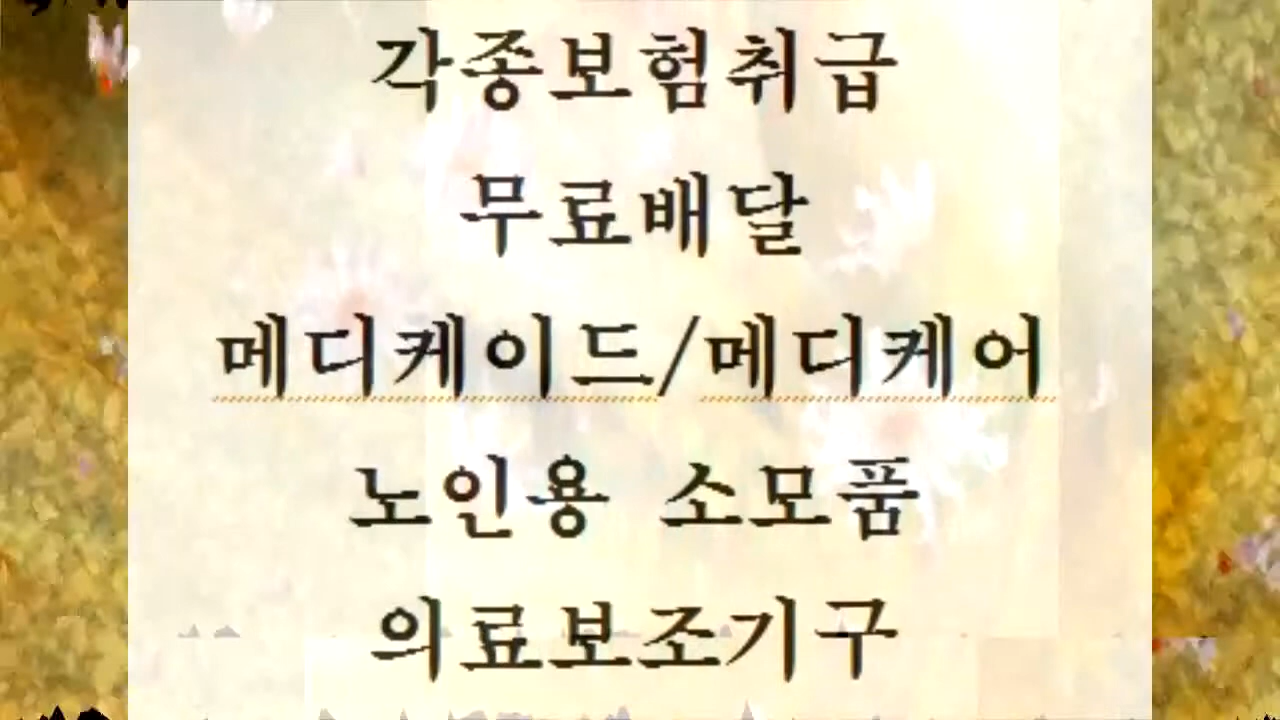 각종보험취급
무료배달
메디케이드/메디케어
노인용 소모품
의료보조기구